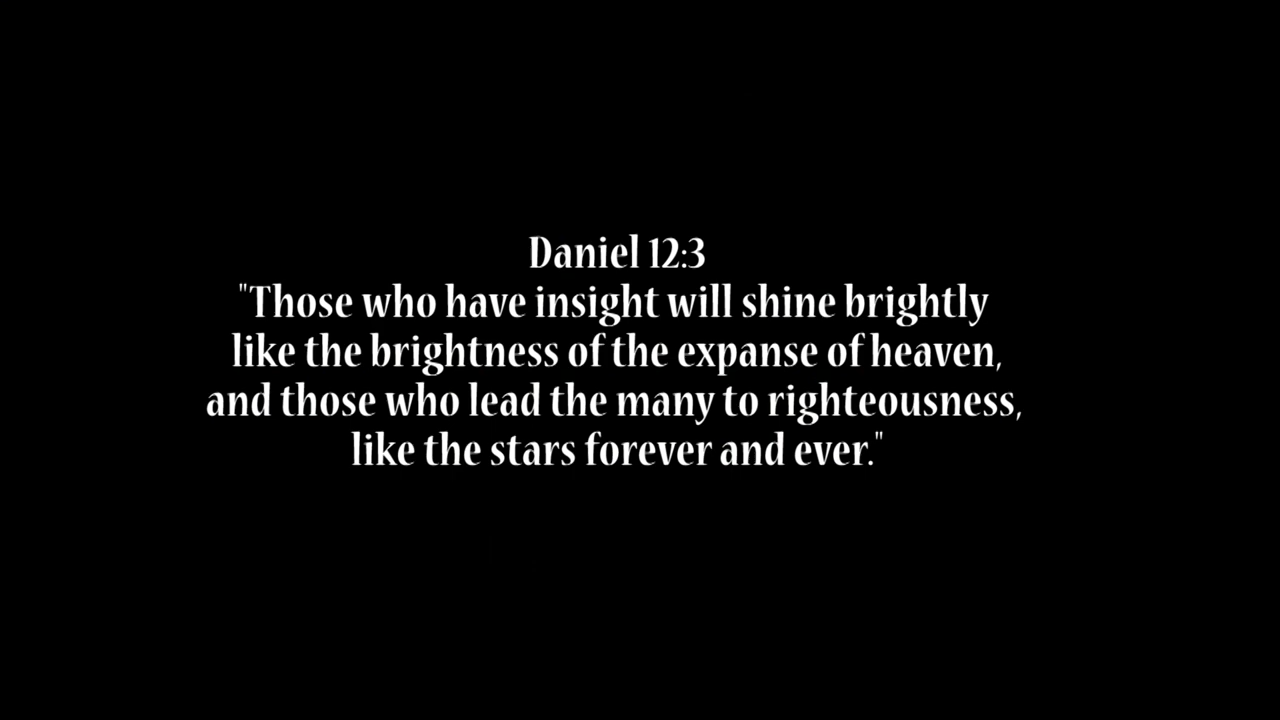 Daniel 12:3
"Those who have insight will shine brightly
like the brightness of the expanse of heaven,
and those who lead the many to righteousness,
like the stars forever and ever."